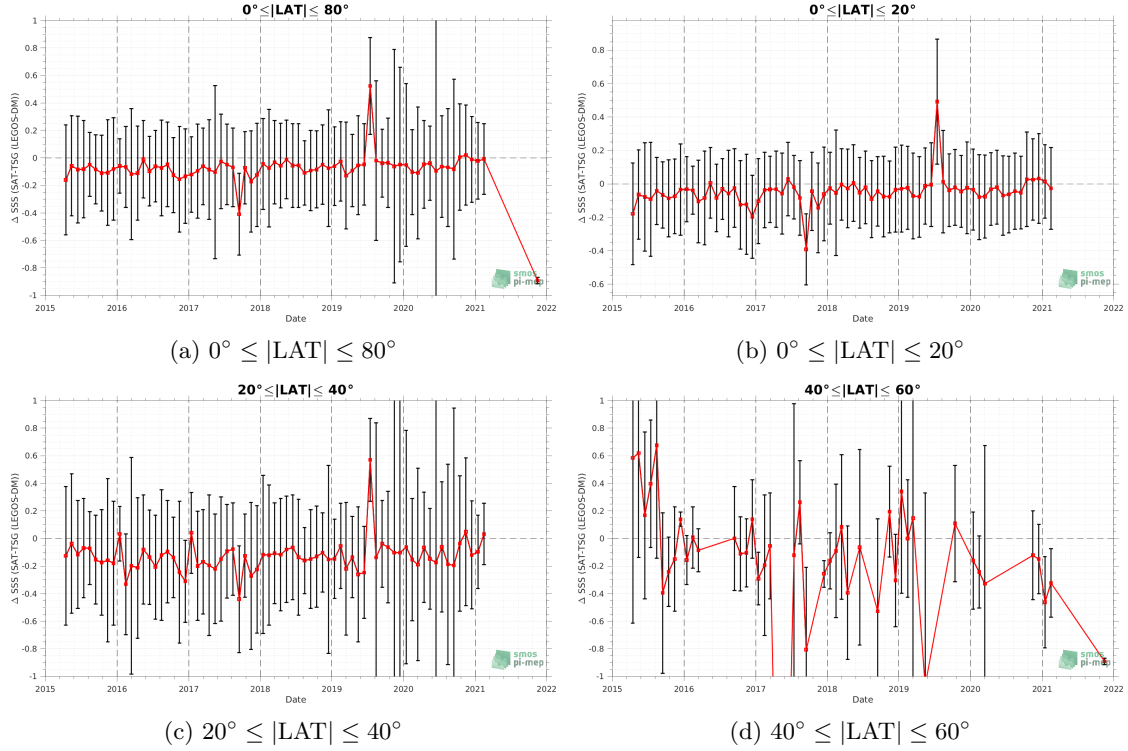 0°≤|LAT|≤ 80°
Δ SSS (SAT-TSG (LEGOS-DM))
1
0.8
0.6
0.4
0.2
0
-0.2
-0.4
-0.6
-0.8
-1
2015 2016 2017 2018 2019 2020 2021 2022
Date
smos
pi-mep
(a) 0° ≤ |LAT| ≤ 80°
0°≤|LAT|≤ 20°
Δ SSS (SAT-TSG (LEGOS-DM))
0.8
0.6
0.4
0.2
0
-0.2
-0.4
-0.6
2015 2016 2017 2018 2019 2020 2021 2022
Date
smos
pi-mep
(b) 0° ≤ |LAT| ≤ 20°
20°≤|LAT|≤ 40°
Δ SSS (SAT-TSG (LEGOS-DM))
1
0.8
0.6
0.4
0.2
0
-0.2
-0.4
-0.6
-0.8
-1
2015 2016 2017 2018 2019 2020 2021 2022
Date
smos
pi-mep
(c) 20° ≤ |LAT| ≤ 40°
40°≤|LAT|≤ 60°
Δ SSS (SAT-TSG (LEGOS-DM))
1
0.8
0.6
0.4
0.2
0
-0.2
-0.4
-0.6
-0.8
-1
2015 2016 2017 2018 2019 2020 2021 2022
Date
smos
pi-mep
(d) 40° ≤ |LAT| ≤ 60°